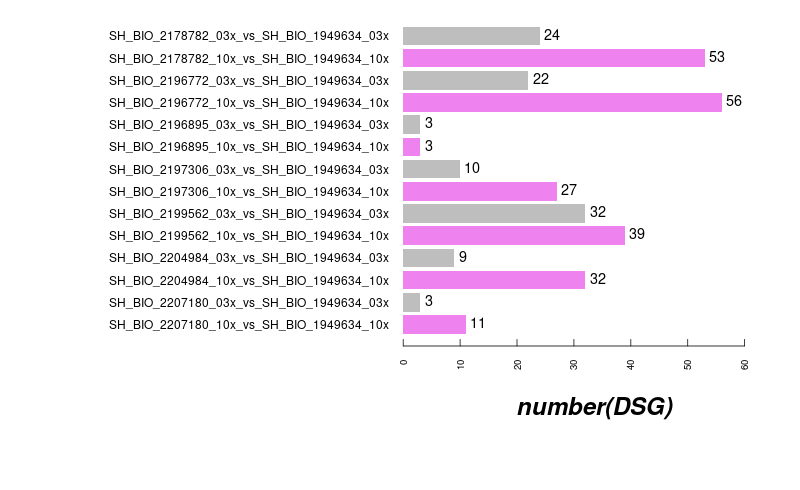 SH_BIO_2178782_03x_vs_SH_BIO_1949634_03x 24
SH_BIO_2178782_10x_vs_SH_BIO_1949634_10x 53
SH_BIO_2196772_03x_vs_SH_BIO_1949634_03x 22
SH_BIO_2196772_10x_vs_SH_BIO_1949634_10x 56
SH_BIO_2196895_03x_vs_SH_BIO_1949634_03x 3
SH_BIO_2196895_10x_vs_SH_BIO_1949634_10x 3
SH_BIO_2197306_03x_vs_SH_BIO_1949634_03x 10
SH_BIO_2197306_10x_vs_SH_BIO_1949634_10x 27
SH_BIO_2199562_03x_vs_SH_BIO_1949634_03x 32
SH_BIO_2199562_10x_vs_SH_BIO_1949634_10x 39
SH_BIO_2204984_03x_vs_SH_BIO_1949634_03x 9
SH_BIO_2204984_10x_vs_SH_BIO_1949634_10x 32
SH_BIO_2207180_03x_vs_SH_BIO_1949634_03x 3
SH_BIO_2207180_10x_vs_SH_BIO_1949634_10x 11
0 10 20 30 40 50 60
number(DSG)